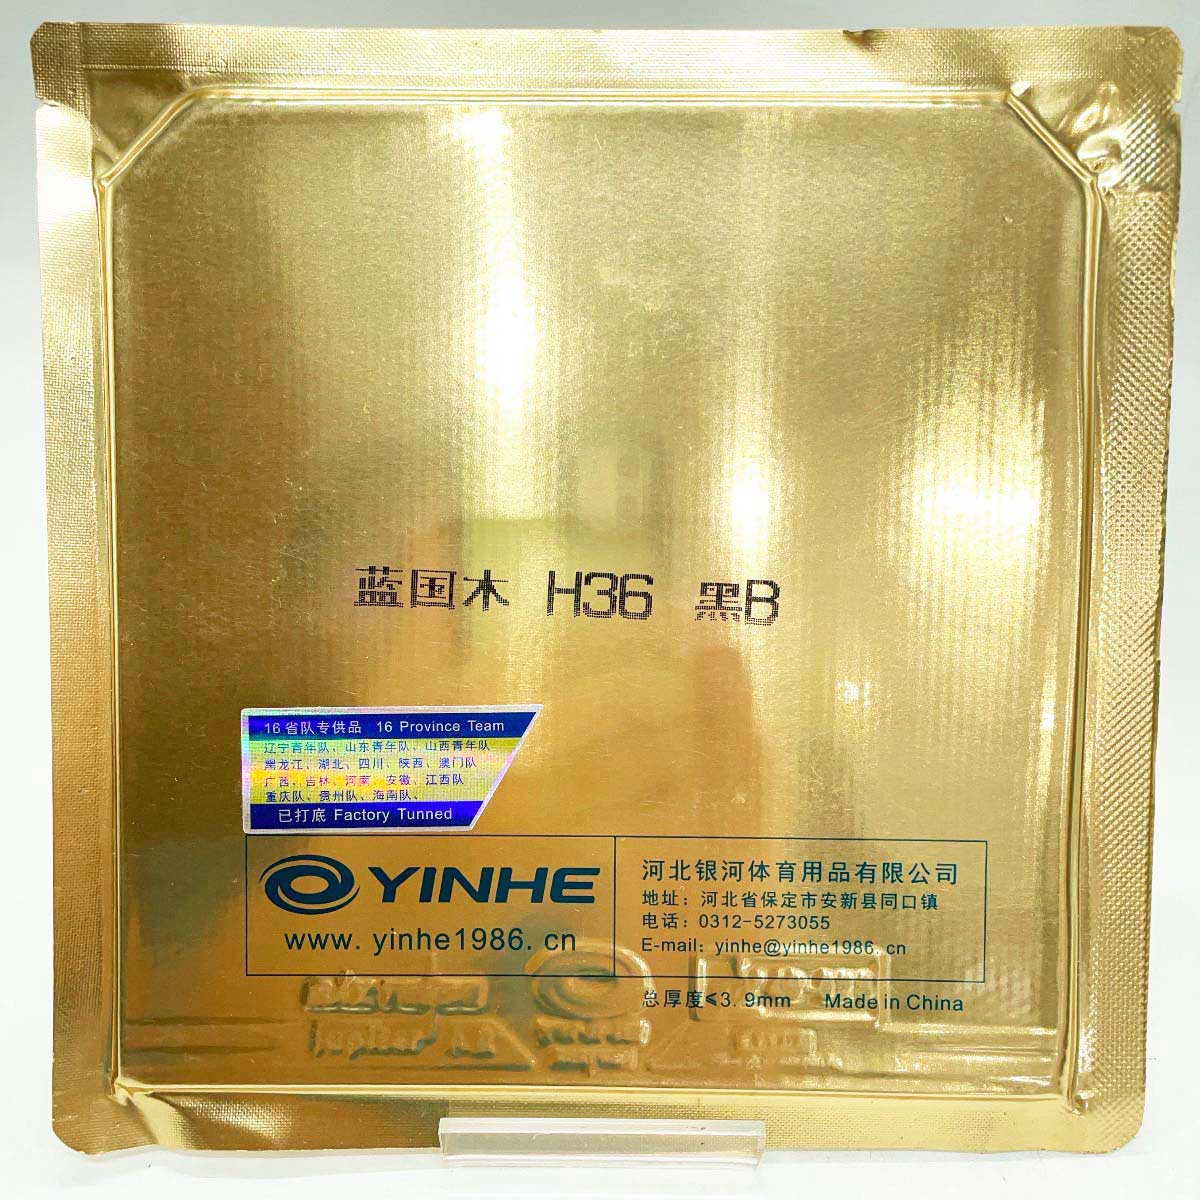 蓝国木 H36 黑B
16省队专供品 16 Province Team
辽宁青年队、山东青年队、山西青年队
黑龙江、湖北、四川、陕西、澳门队
广西、吉林、河南、安徽、江西队
重庆队、贵州队、海南队、
已打底 Factory Tunned
YINHE
www. yinhe1986. cn
河北银河体育用品有限公司
地址：河北省保定市安新县同口镇
电话：0312-5273055
E-mail：yinhe@yinhe1986. cn
总厚度≤3. 9mm Made in China